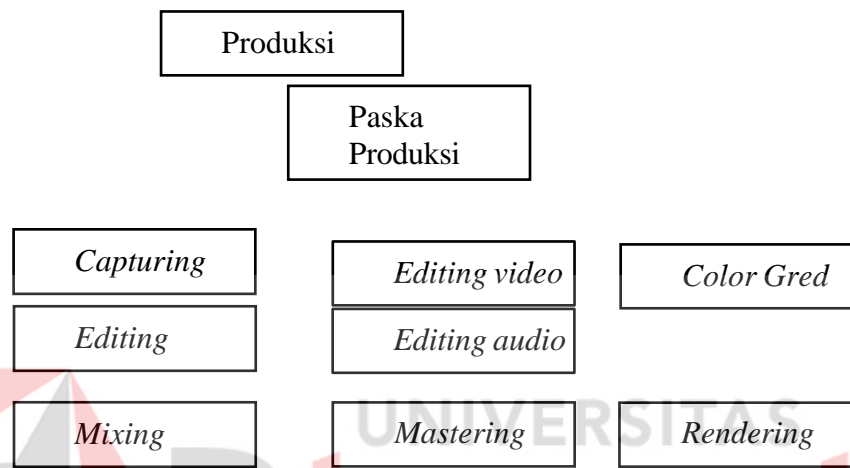 Produksi
Paska
Produksi
Capturing
Editing video
Color Gred
Editing
Editing audio
UNIVERSITAS
Mixing
Mastering
Rendering